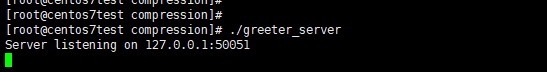 [root@centos7test compression]#
[root@centos7test compression]#
[root@centos7test compression]# ./greeter_server
Server listening on 127.0.0.1:50051